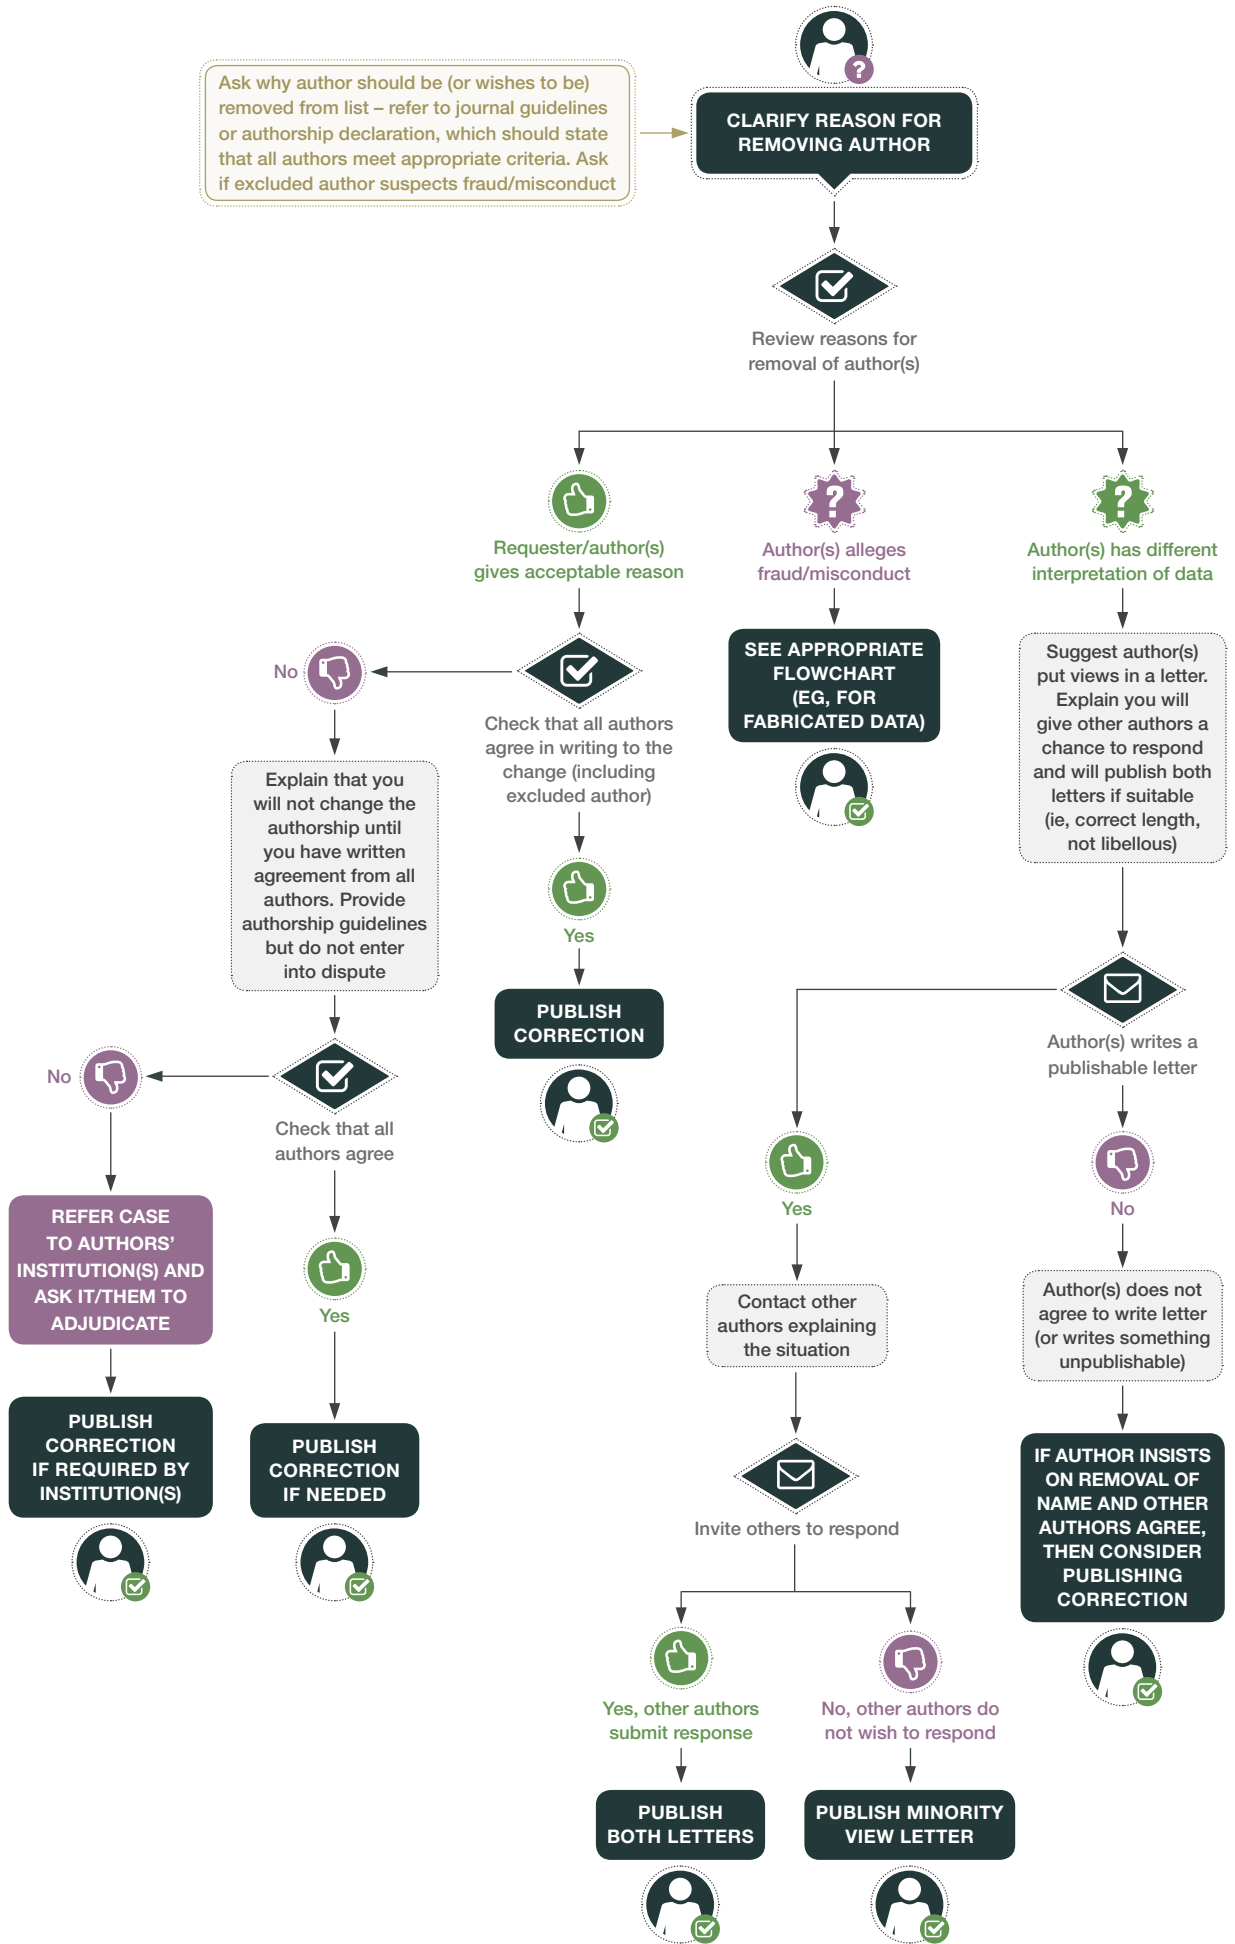 Ask why author should be (or wishes to be)
removed from list – refer to journal guidelines
or authorship declaration, which should state
that all authors meet appropriate criteria. Ask
if excluded author suspects fraud/misconduct
?
CLARIFY REASON FOR
REMOVING AUTHOR
Review reasons for
removal of author(s)
Requester/author(s)
gives acceptable reason
?
Author(s) alleges
fraud/misconduct
?
Author(s) has different
interpretation of data
No
Check that all authors
agree in writing to the
change (including
excluded author)
SEE APPROPRIATE
FLOWCHART
(EG, FOR
FABRICATED DATA)
Suggest author(s)
put views in a letter.
Explain you will
give other authors a
chance to respond
and will publish both
letters if suitable
(ie, correct length,
not libellous)
Explain that you
will not change the
authorship until
you have written
agreement from all
authors. Provide
authorship guidelines
but do not enter
into dispute
Yes
PUBLISH
CORRECTION
Author(s) writes a
publishable letter
No
Check that all
authors agree
Yes
No
REFER CASE
TO AUTHORS’
INSTITUTION(S) AND
ASK IT/THEM TO
ADJUDICATE
Yes
Contact other
authors explaining
the situation
Author(s) does not
agree to write letter
(or writes something
unpublishable)
PUBLISH
CORRECTION
IF REQUIRED BY
INSTITUTION(S)
PUBLISH
CORRECTION
IF NEEDED
Invite others to respond
IF AUTHOR INSISTS
ON REMOVAL OF
NAME AND OTHER
AUTHORS AGREE,
THEN CONSIDER
PUBLISHING
CORRECTION
Yes, other authors
submit response
No, other authors do
not wish to respond
PUBLISH
BOTH LETTERS
PUBLISH MINORITY
VIEW LETTER